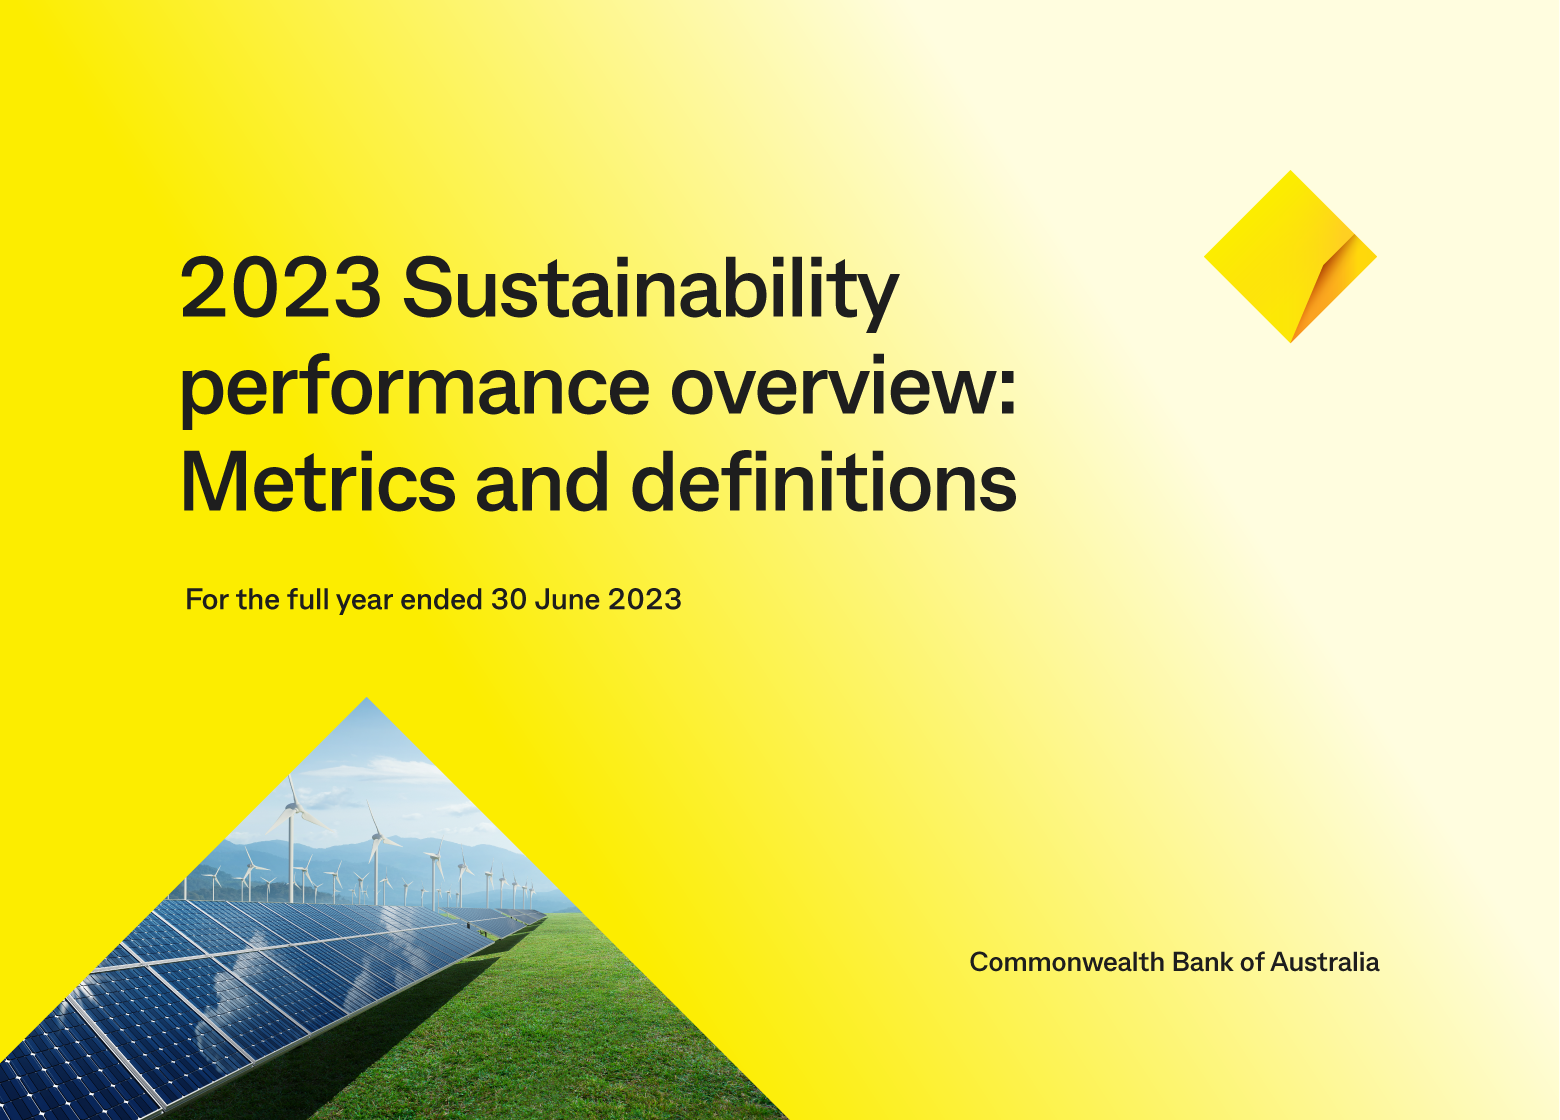 2023 Sustainability
performance overview:
Metrics and definitions
For the full year ended 30 June 2023
Commonwealth Bank of Australia